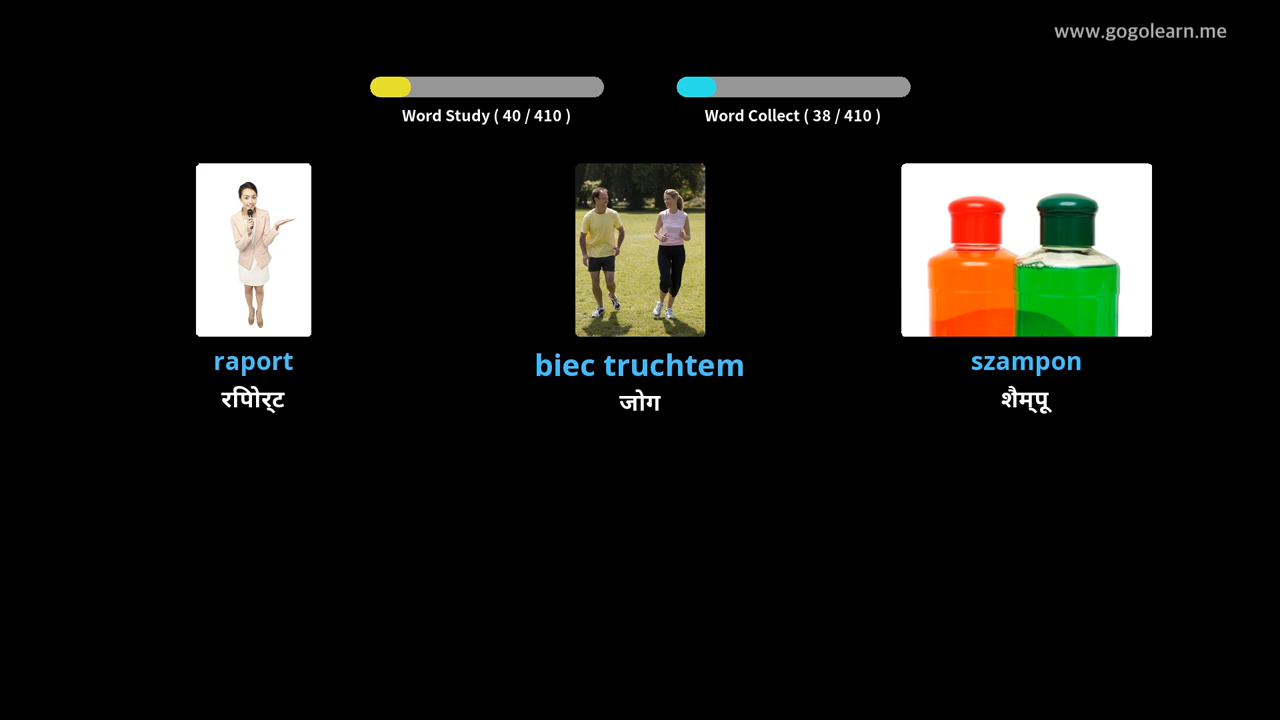 www.gogolearn.me
Word Study ( 40 / 410 )
Word Collect ( 38 / 410 )
raport
रिपोर्ट
biec truchtem
जोग
szampon
शैम्पू